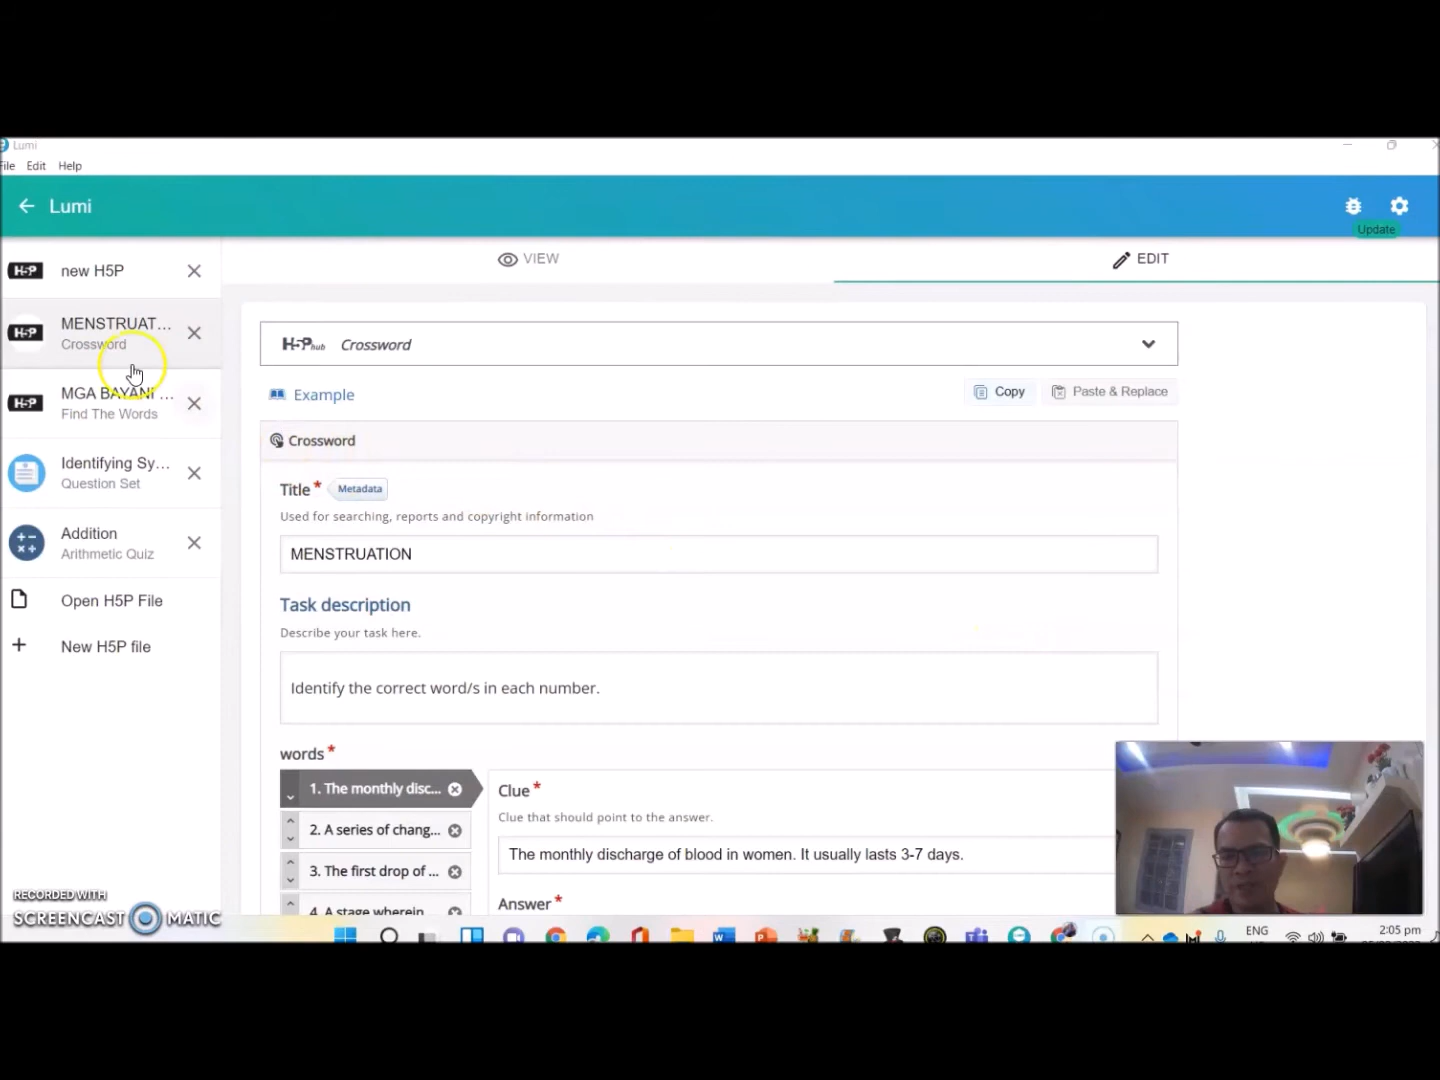 Lumi
File Edit Help
Lumi
Update
H5P new H5P
VIEW
EDIT
H5P MENSTRUAT...
Crossword
H5P MGA BAYANI ...
Find The Words
Identifying Sy...
Question Set
Addition
Arithmetic Quiz
Open H5P File
New H5P file
H5P hub Crossword
Example
Copy
Paste & Replace
Crossword
Title* Metadata
Used for searching, reports and copyright information
MENSTRUATION
Task description
Describe your task here.
Identify the correct word/s in each number.
words*
1. The monthly disc...
2. A series of chang...
3. The first drop of ...
4. A stage wherein
Clue*
Clue that should point to the answer.
The monthly discharge of blood in women. It usually lasts 3-7 days.
Answer*
RECORDED WITH
SCREENCAST MATIC
ENG
2:05 pm